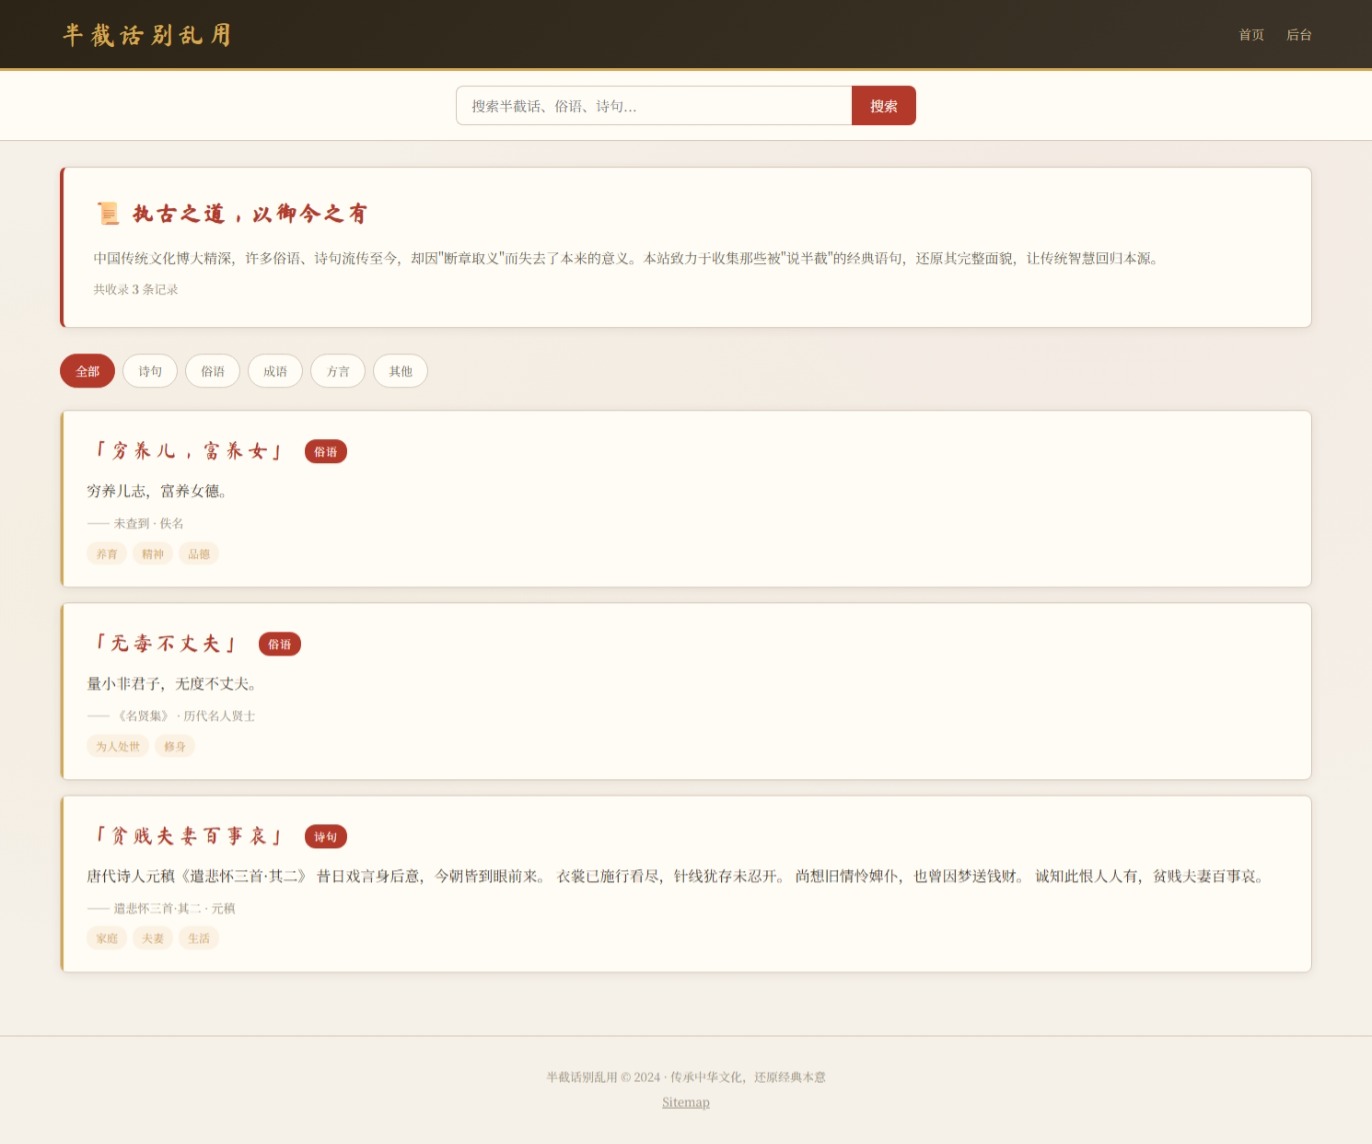 半截话别乱用
首页 后台
搜索半截话、俗语、诗句...
搜索
执古之道，以御今之有
中国传统文化博大精深，许多俗语、诗句流传至今，却因"断章取义"而失去了本来的意义。本站致力于收集那些被"说半截"的经典语句，还原其完整面貌，让传统智慧回归本源。
共收录 3 条记录
全部 诗句 俗语 成语 方言 其他
「穷养儿，富养女」 俗语
穷养儿志，富养女德。
—— 未查到 · 佚名
养育 精神 品德
「无毒不丈夫」 俗语
量小非君子，无度不丈夫。
—— 《名贤集》 · 历代名人贤士
为人处世 修身
「贫贱夫妻百事哀」 诗句
唐代诗人元稹《遣悲怀三首·其二》 昔日戏言身后意，今朝皆到眼前来。 衣裳已施行看尽，针线犹存未忍开。 尚想旧情怜婢仆，也曾因梦送钱财。 诚知此恨人人有，贫贱夫妻百事哀。
—— 遣悲怀三首·其二 · 元稹
家庭 夫妻 生活
半截话别乱用 © 2024 · 传承中华文化，还原经典本意
Sitemap